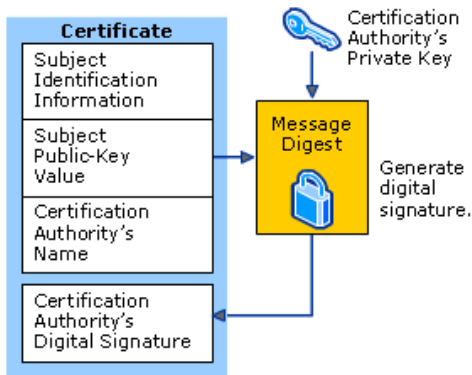 Certificate
Subject
Identification
Information
Subject
Public-Key
Value
Certification
Authority's
Name
Certification
Authority's
Digital Signature
Certification
Authority's
Private Key
Message
Digest
Generate
digital
signature.